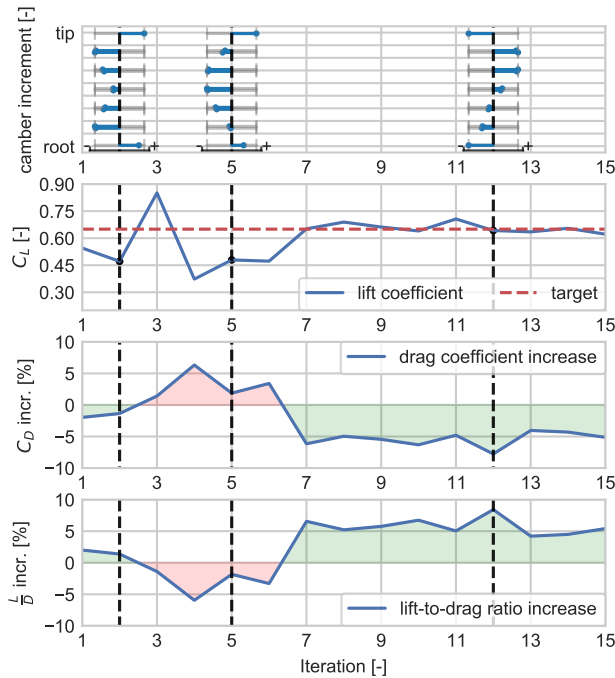 camber increment [-]
tip
root
- +
- +
- +
1 3 5 7 9 11 13 15
C_L [-]
0.90
0.75
0.60
0.45
0.30
lift coefficient
target
1 3 5 7 9 11 13 15
C_D incr. [%]
10
5
0
−5
−10
drag coefficient increase
1 3 5 7 9 11 13 15
L/D incr. [%]
10
5
0
−5
−10
lift-to-drag ratio increase
1 3 5 7 9 11 13 15
Iteration [-]